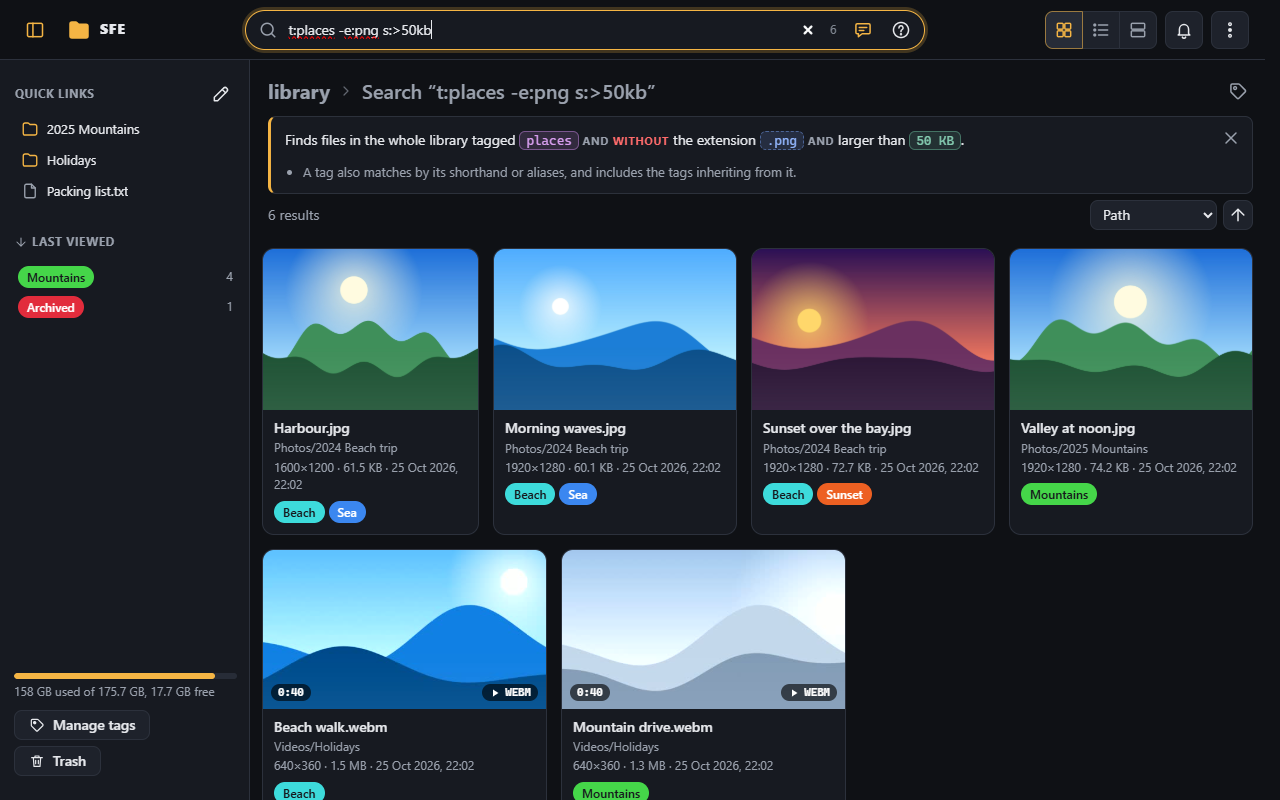 SFE
t:places -e:png s:>50kb
6
QUICK LINKS
2025 Mountains
Holidays
Packing list.txt
LAST VIEWED
Mountains 4
Archived 1
158 GB used of 175.7 GB, 17.7 GB free
Manage tags
Trash
library > Search “t:places -e:png s:>50kb”
Finds files in the whole library tagged places AND WITHOUT the extension .png AND larger than 50 KB.
• A tag also matches by its shorthand or aliases, and includes the tags inheriting from it.
6 results
Path
Harbour.jpg
Photos/2024 Beach trip
1600×1200 · 61.5 KB · 25 Oct 2026,
22:02
Beach Sea
Morning waves.jpg
Photos/2024 Beach trip
1920×1280 · 60.1 KB · 25 Oct 2026, 22:02
Beach Sea
Sunset over the bay.jpg
Photos/2024 Beach trip
1920×1280 · 72.7 KB · 25 Oct 2026, 22:02
Beach Sunset
Valley at noon.jpg
Photos/2025 Mountains
1920×1280 · 74.2 KB · 25 Oct 2026, 22:02
Mountains
0:40 WEBM
Beach walk.webm
Videos/Holidays
640×360 · 1.5 MB · 25 Oct 2026, 22:02
Beach
0:40 WEBM
Mountain drive.webm
Videos/Holidays
640×360 · 1.3 MB · 25 Oct 2026, 22:02
Mountains